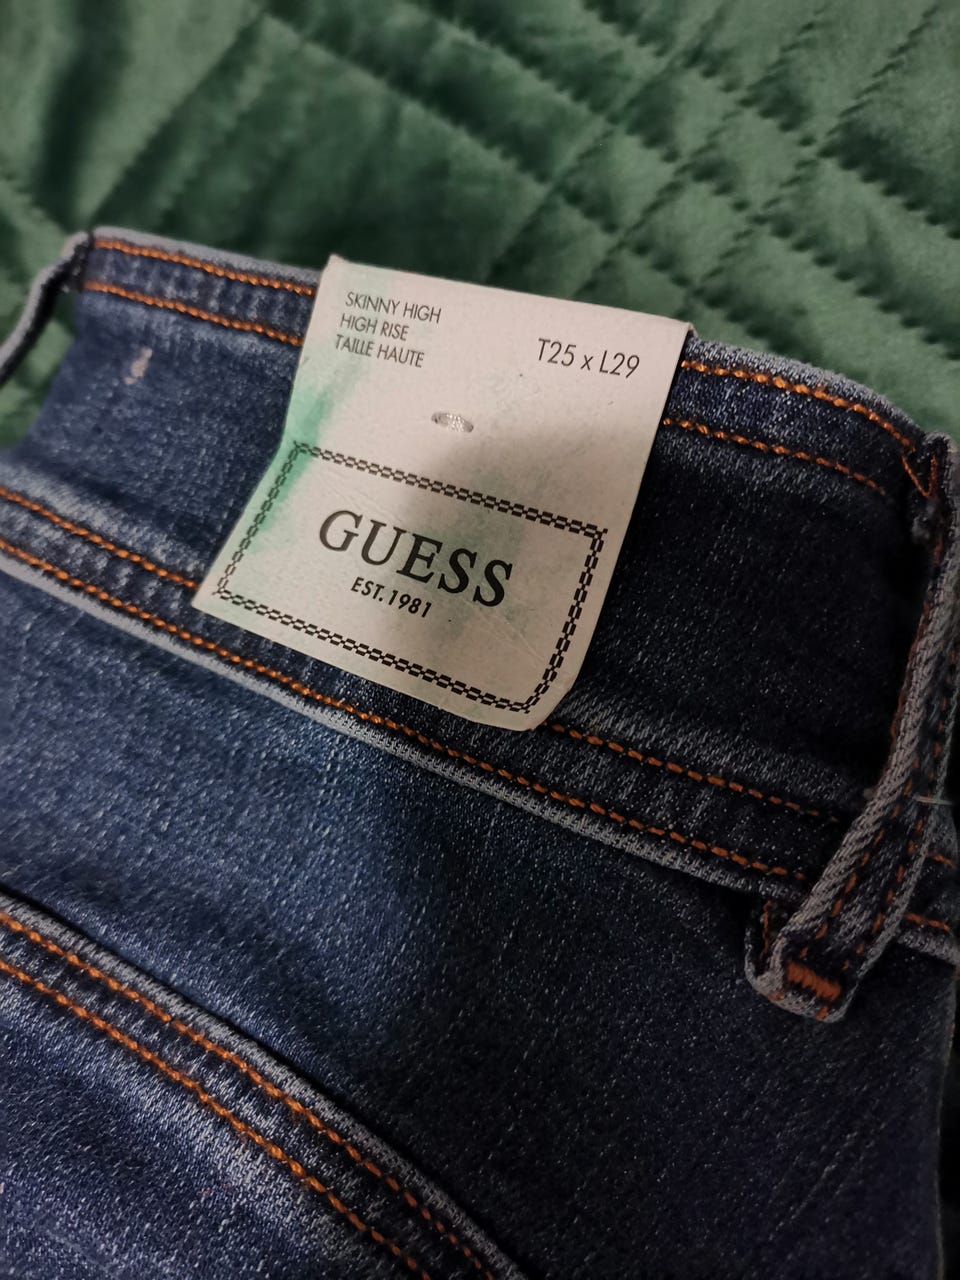 SKINNY HIGH
HIGH RISE
TAILLE HAUTE
T25 x L29
GUESS
EST. 1981